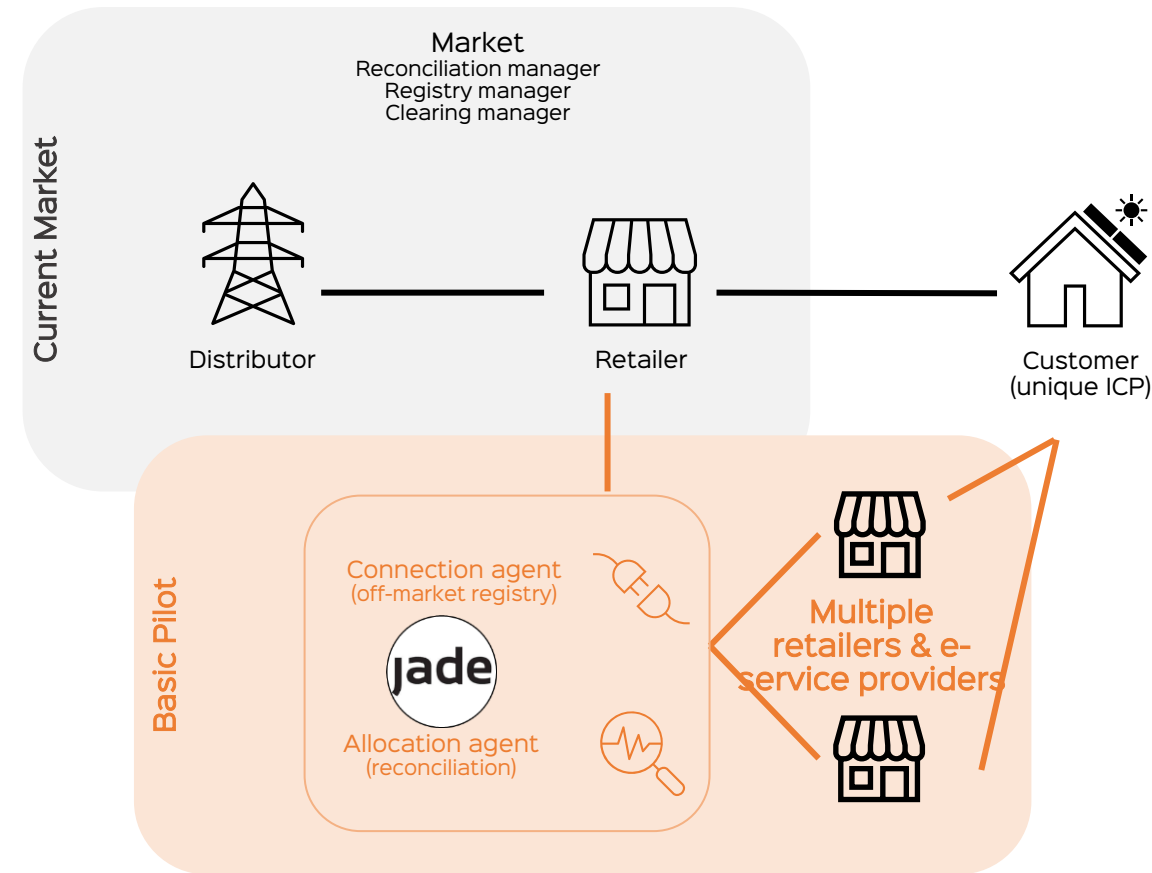 Market
Reconciliation manager
Registry manager
Clearing manager
Current Market
Distributor
Retailer
Customer
(unique ICP)
Basic Pilot
Connection agent
(off-market registry)
jade
Allocation agent
(reconciliation)
Multiple
retailers & e-
service providers